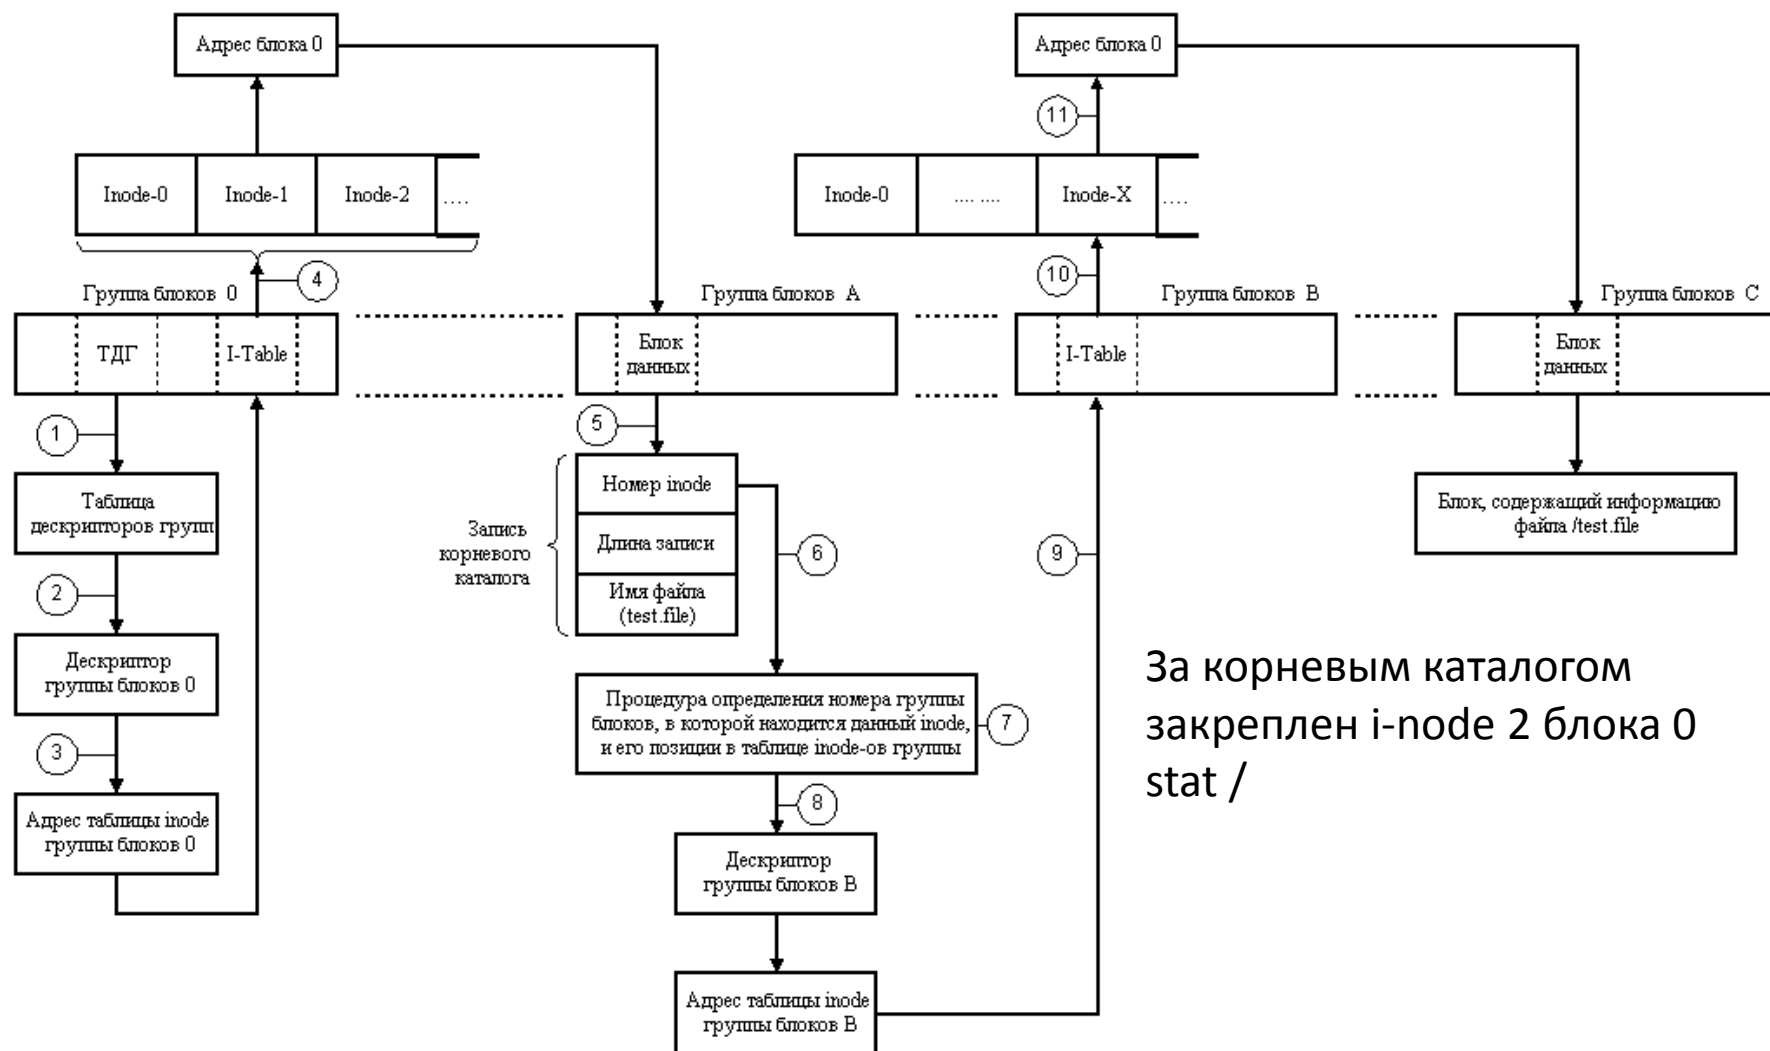 Адрес блока 0
Адрес блока 0
11
Inode-0
Inode-1
Inode-2
....
Inode-0
.... ....
Inode-X
....
4
10
Группа блоков 0
Группа блоков A
Группа блоков B
Группа блоков C
ТДГ
I-Table
Блок
данных
I-Table
Блок
данных
1
5
Таблица
дескрипторов групп
Запись
корневого
каталога
Номер inode
Длина записи
Имя файла
(test.file)
6
9
Блок, содержащий информацию
файла /test.file
2
Дескриптор
группы блоков 0
3
Адрес таблицы inode
группы блоков 0
Процедура определения номера группы
блоков, в которой находится данный inode,
и его позиции в таблице inode-ов группы
7
8
Дескриптор
группы блоков B
Адрес таблицы inode
группы блоков B
За корневым каталогом
закреплен i-node 2 блока 0
stat /